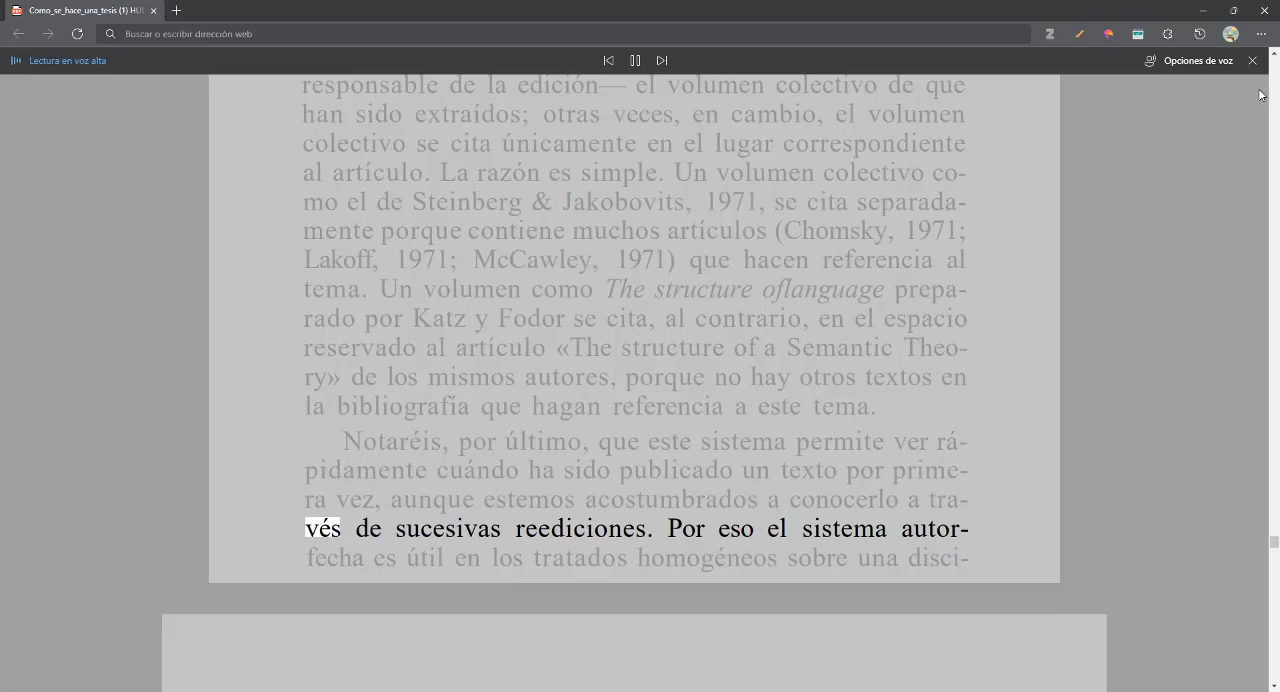 Como_se_hace_una_tesis (1) HU
Buscar o escribir dirección web
Lectura en voz alta
Opciones de voz
responsable de la edición— el volumen colectivo de que
han sido extraídos; otras veces, en cambio, el volumen
colectivo se cita únicamente en el lugar correspondiente
al artículo. La razón es simple. Un volumen colectivo co-
mo el de Steinberg & Jakobovits, 1971, se cita separada-
mente porque contiene muchos artículos (Chomsky, 1971;
Lakoff, 1971; McCawley, 1971) que hacen referencia al
tema. Un volumen como The structure oflanguage prepa-
rado por Katz y Fodor se cita, al contrario, en el espacio
reservado al artículo «The structure of a Semantic Theo-
ry» de los mismos autores, porque no hay otros textos en
la bibliografía que hagan referencia a este tema.
Notaréis, por último, que este sistema permite ver rá-
pidamente cuándo ha sido publicado un texto por prime-
ra vez, aunque estemos acostumbrados a conocerlo a tra-
vés de sucesivas reediciones. Por eso el sistema autor-
fecha es útil en los tratados homogéneos sobre una disci-